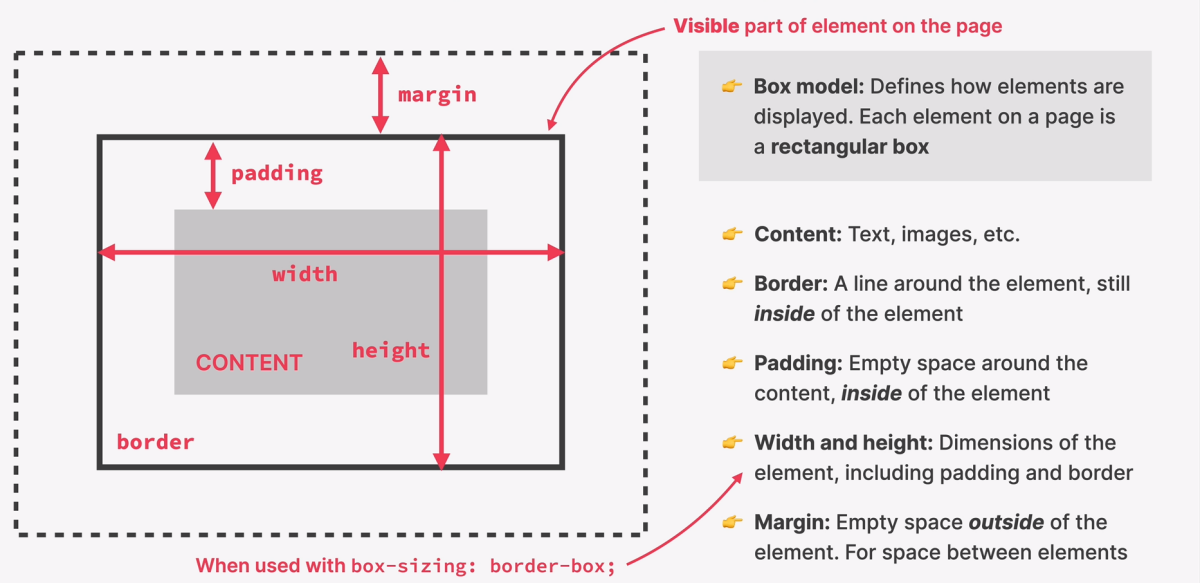 Visible part of element on the page
margin
padding
width
height
CONTENT
border
When used with box-sizing: border-box;
👉 Box model: Defines how elements are
displayed. Each element on a page is
a rectangular box
👉 Content: Text, images, etc.
👉 Border: A line around the element, still
inside of the element
👉 Padding: Empty space around the
content, inside of the element
👉 Width and height: Dimensions of the
element, including padding and border
👉 Margin: Empty space outside of the
element. For space between elements